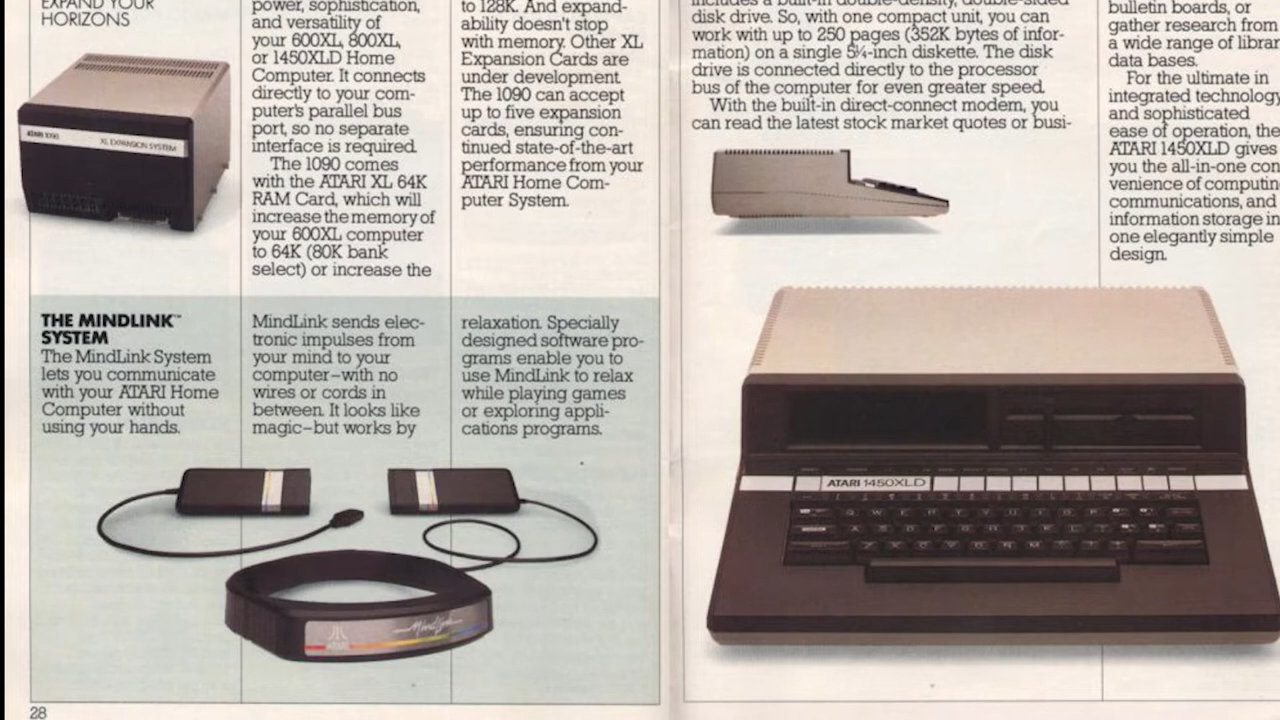 EXPAND YOUR
HORIZONS
ATARI 1090
XL EXPANSION SYSTEM
power, sophistication,
and versatility of
your 600XL, 800XL,
or 1450XLD Home
Computer. It connects
directly to your com-
puter's parallel bus
port, so no separate
interface is required.
The 1090 comes
with the ATARI XL 64K
RAM Card, which will
increase the memory of
your 600XL computer
to 64K (80K bank
select) or increase the
to 128K. And expand-
ability doesn't stop
with memory. Other XL
Expansion Cards are
under development.
The 1090 can accept
up to five expansion
cards, ensuring con-
tinued state-of-the-art
performance from your
ATARI Home Com-
puter System.
THE MINDLINK™
SYSTEM
The MindLink System
lets you communicate
with your ATARI Home
Computer without
using your hands.
MindLink sends elec-
tronic impulses from
your mind to your
computer–with no
wires or cords in
between. It looks like
magic–but works by
relaxation. Specially
designed software pro-
grams enable you to
use MindLink to relax
while playing games
or exploring appli-
cations programs.
ATARI
MindLink
28
includes a built-in double-density, double-sided
disk drive. So, with one compact unit, you can
work with up to 250 pages (352K bytes of infor-
mation) on a single 5¼-inch diskette. The disk
drive is connected directly to the processor
bus of the computer for even greater speed.
With the built-in direct-connect modem, you
can read the latest stock market quotes or busi-
bulletin boards, or
gather research from
a wide range of librar
data bases.
For the ultimate in
integrated technology,
and sophisticated
ease of operation, the
ATARI 1450XLD gives
you the all-in-one con
venience of computin
communications, and
information storage in
one elegantly simple
design.
ATARI 1450XLD
Q W E R T Y U I O P
A S D F G H J K L
Z X C V B N M